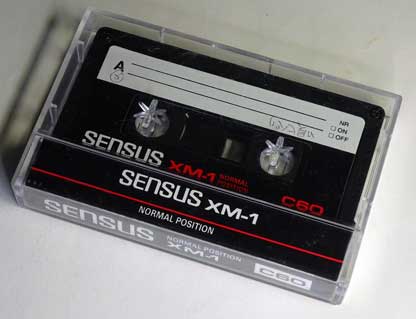 A
NR
□ ON
□ OFF
SENSUS XM-1 NORMAL POSITION C60
SENSUS XM-1
NORMAL POSITION
SENSUS NORMAL POSITION XM-1 C60